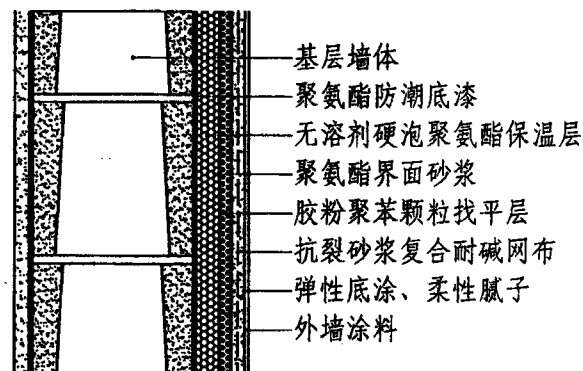 基层墙体
聚氨酯防潮底漆
无溶剂硬泡聚氨酯保温层
聚氨酯界面砂浆
胶粉聚苯颗粒找平层
抗裂砂浆复合耐碱网布
弹性底涂、柔性腻子
外墙涂料